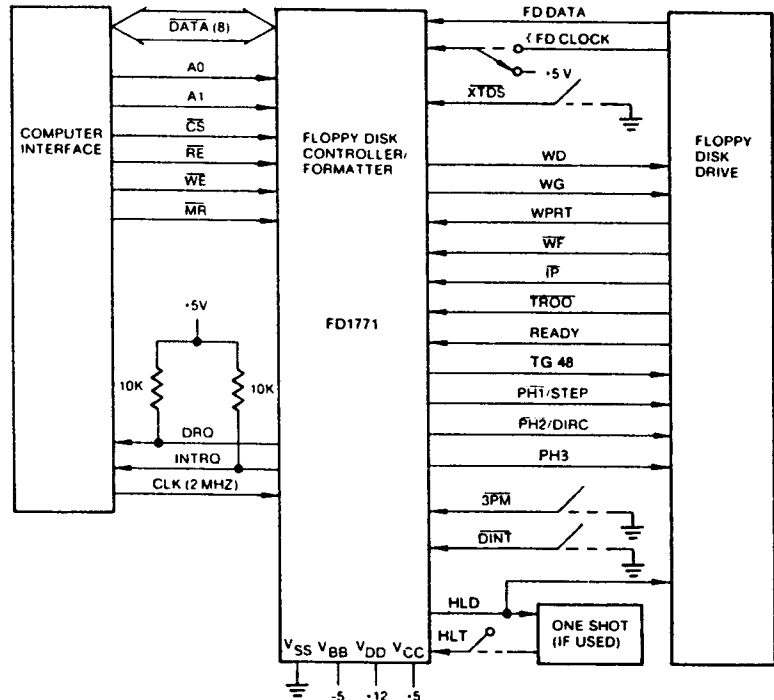 DATA (8)
A0
A1
CS
RE
WE
MR
COMPUTER
INTERFACE
+5V
10K
10K
DRQ
INTRQ
CLK (2 MHZ)
FLOPPY DISK
CONTROLLER/
FORMATTER
FD1771
VSS VBB VDD VCC
-5 +12 +5
FD DATA
FD CLOCK
+5 V
XTDS
WD
WG
WPRT
WF
IP
TROO
READY
TG 48
PH1/STEP
PH2/DIRC
PH3
3PM
DINT
HLD
HLT
ONE SHOT
(IF USED)
FLOPPY
DISK
DRIVE